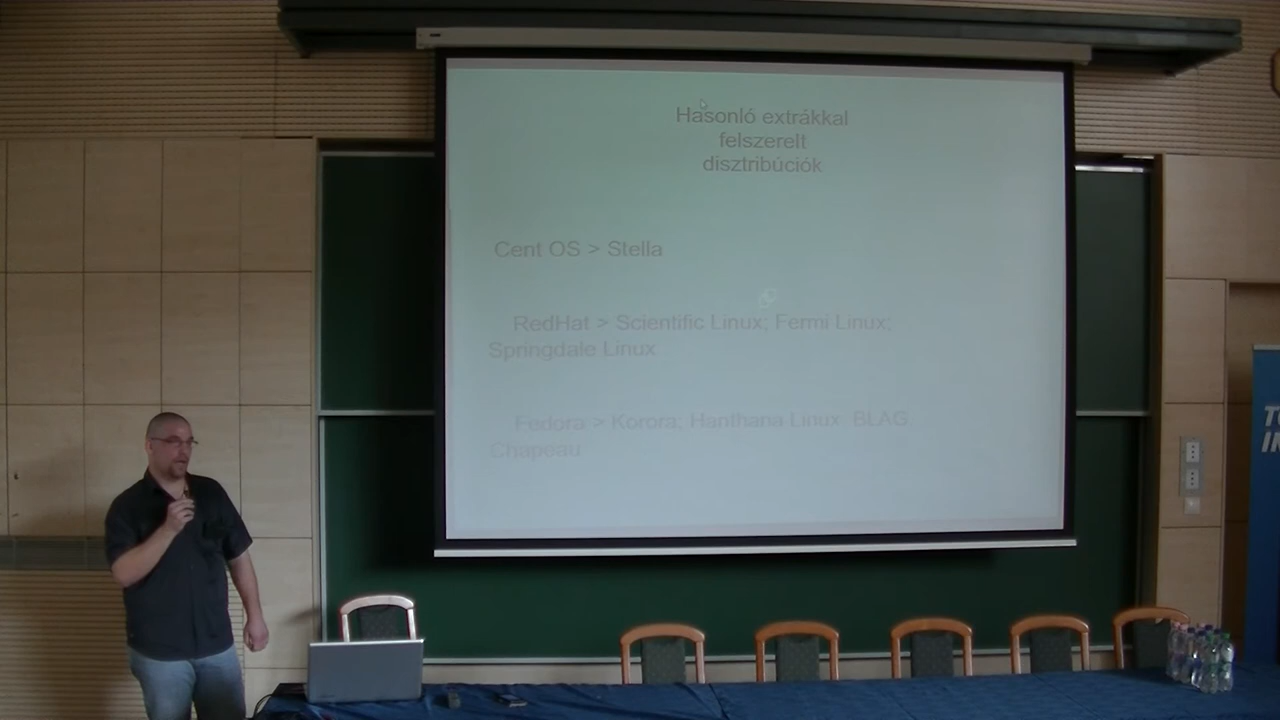 Hasonló extrákkal
felszerelt
disztribúciók
Cent OS > Stella
RedHat > Scientific Linux; Fermi Linux;
Springdale Linux
Fedora > Korora; Hanthana Linux, BLAG
Chapeau